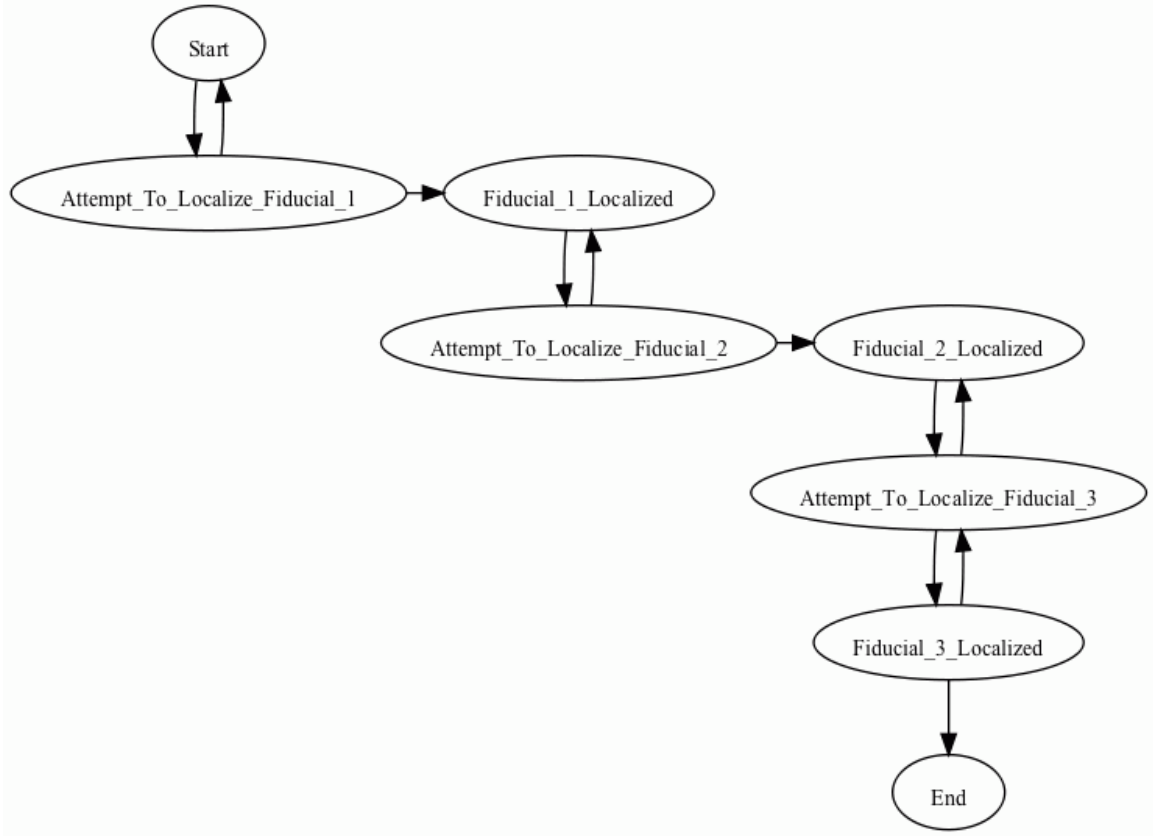 Start
Attempt_To_Localize_Fiducial_1
Fiducial_1_Localized
Attempt_To_Localize_Fiducial_2
Fiducial_2_Localized
Attempt_To_Localize_Fiducial_3
Fiducial_3_Localized
End